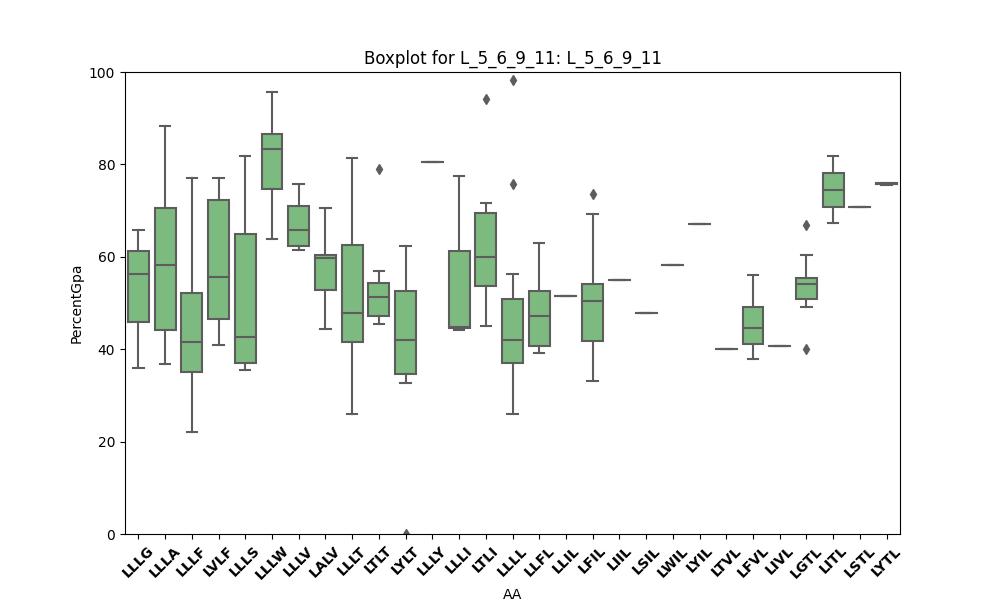 Boxplot for L_5_6_9_11: L_5_6_9_11
100
80
60
40
20
0
PercentGpa
LLLG LLLA LLLF LVLF LLLS LLLW LLLV LALV LLLT LTLT LYLT LLLY LLLI LTLI LLLL LLFL LLIL LFIL LIIL LSIL LWIL LYIL LTVL LFVL LIVL LGTL LITL LSTL LYTL
AA